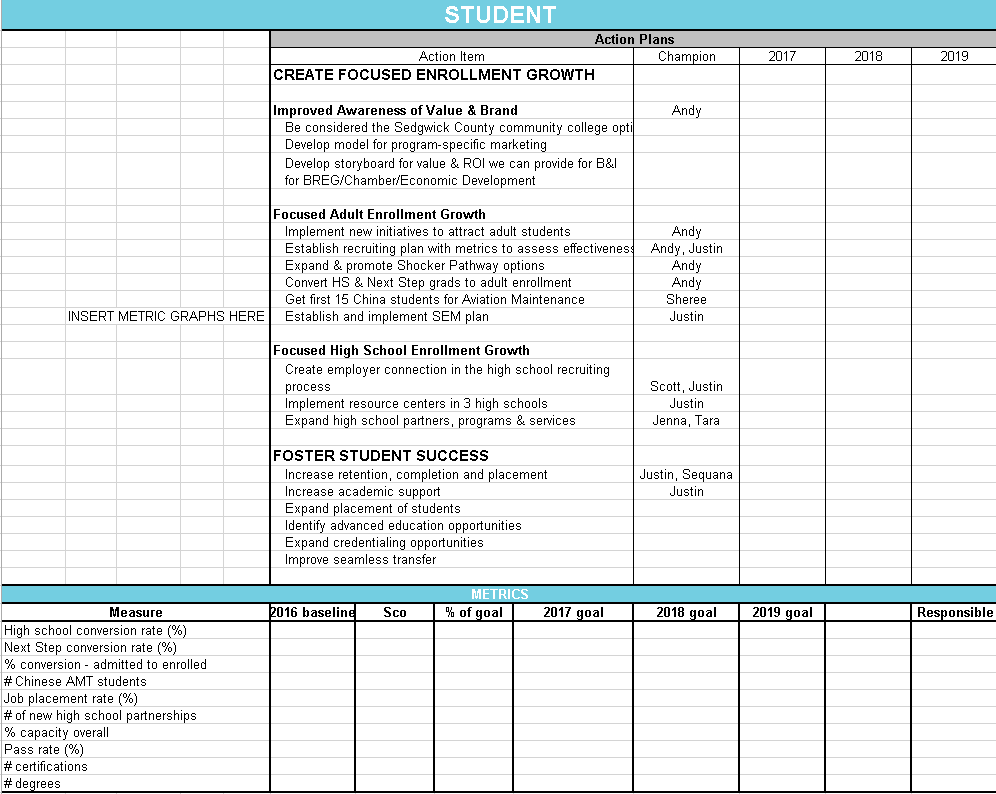 STUDENT
Action Plans
Action Item Champion 2017 2018 2019
CREATE FOCUSED ENROLLMENT GROWTH
Improved Awareness of Value & Brand Andy
Be considered the Sedgwick County community college opti
Develop model for program-specific marketing
Develop storyboard for value & ROI we can provide for B&I
for BREG/Chamber/Economic Development
Focused Adult Enrollment Growth
Implement new initiatives to attract adult students Andy
Establish recruiting plan with metrics to assess effectiveness Andy, Justin
Expand & promote Shocker Pathway options Andy
Convert HS & Next Step grads to adult enrollment Andy
Get first 15 China students for Aviation Maintenance Sheree
INSERT METRIC GRAPHS HERE Establish and implement SEM plan Justin
Focused High School Enrollment Growth
Create employer connection in the high school recruiting
process Scott, Justin
Implement resource centers in 3 high schools Justin
Expand high school partners, programs & services Jenna, Tara
FOSTER STUDENT SUCCESS
Increase retention, completion and placement Justin, Sequana
Increase academic support Justin
Expand placement of students
Identify advanced education opportunities
Expand credentialing opportunities
Improve seamless transfer
METRICS
Measure 2016 baseline Sco % of goal 2017 goal 2018 goal 2019 goal Responsible
High school conversion rate (%)
Next Step conversion rate (%)
% conversion - admitted to enrolled
# Chinese AMT students
Job placement rate (%)
# of new high school partnerships
% capacity overall
Pass rate (%)
# certifications
# degrees